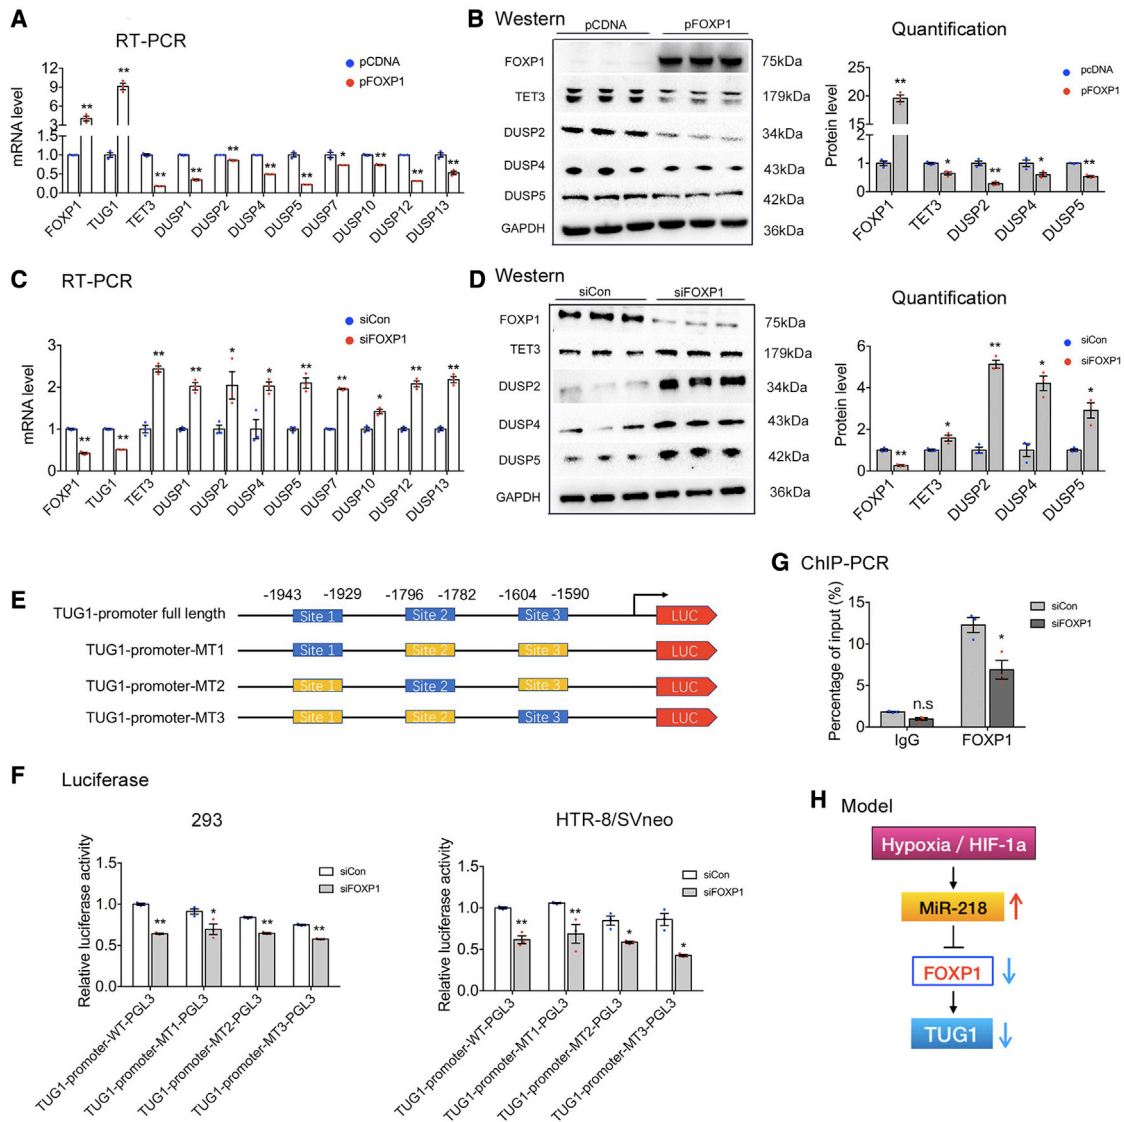 A
RT-PCR
pCDNA
pFOXP1
mRNA level
12
9
6
3
1.5
1.0
0.5
0.0
** ** ** ** ** ** ** * ** ** **
FOXP1 TUG1 TET3 DUSP1 DUSP2 DUSP4 DUSP5 DUSP7 DUSP10 DUSP12 DUSP13
B
Western
pCDNA pFOXP1
FOXP1 75kDa
TET3 179kDa
DUSP2 34kDa
DUSP4 43kDa
DUSP5 42kDa
GAPDH 36kDa
Quantification
pcDNA
pFOXP1
Protein level
25
20
15
2
1
0
** * ** * **
FOXP1 TET3 DUSP2 DUSP4 DUSP5
C
RT-PCR
siCon
siFOXP1
mRNA level
3
2
1
0
** ** ** ** * * ** ** * ** **
FOXP1 TUG1 TET3 DUSP1 DUSP2 DUSP4 DUSP5 DUSP7 DUSP10 DUSP12 DUSP13
D
Western
siCon siFOXP1
FOXP1 75kDa
TET3 179kDa
DUSP2 34kDa
DUSP4 43kDa
DUSP5 42kDa
GAPDH 36kDa
Quantification
siCon
siFOXP1
Protein level
6
4
2
0
** * ** * *
FOXP1 TET3 DUSP2 DUSP4 DUSP5
E
-1943 -1929 -1796 -1782 -1604 -1590
TUG1-promoter full length Site 1 Site 2 Site 3 LUC
TUG1-promoter-MT1 Site 1 Site 2 Site 3 LUC
TUG1-promoter-MT2 Site 1 Site 2 Site 3 LUC
TUG1-promoter-MT3 Site 1 Site 2 Site 3 LUC
G ChIP-PCR
siCon
siFOXP1
Percentage of input (%)
15
10
5
0
n.s *
IgG FOXP1
F
Luciferase
293
siCon
siFOXP1
Relative luciferase activity
1.5
1.0
0.5
0.0
** * ** **
TUG1-promoter-WT-PGL3 TUG1-promoter-MT1-PGL3 TUG1-promoter-MT2-PGL3 TUG1-promoter-MT3-PGL3
HTR-8/SVneo
siCon
siFOXP1
Relative luciferase activity
1.5
1.0
0.5
0.0
** ** * *
TUG1-promoter-WT-PGL3 TUG1-promoter-MT1-PGL3 TUG1-promoter-MT2-PGL3 TUG1-promoter-MT3-PGL3
H Model
Hypoxia / HIF-1a
MiR-218
FOXP1
TUG1